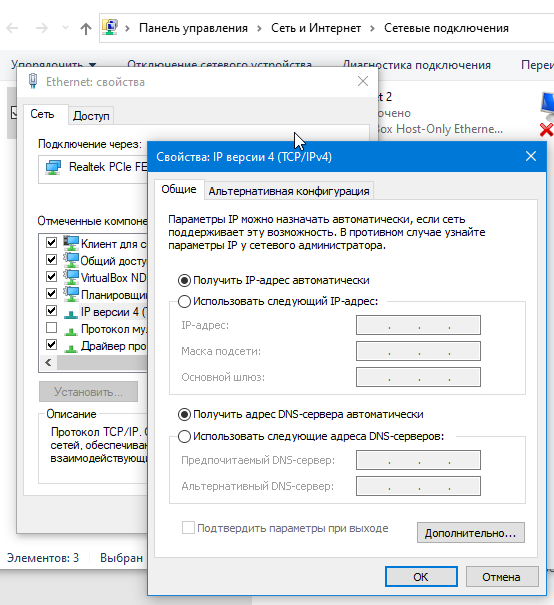 Панель управления > Сеть и Интернет > Сетевые подключения
Упорядочить Отключение сетевого устройства Диагностика подключения
Ethernet: свойства
Сеть Доступ
Подключение через:
Realtek PCIe FE
Отмеченные компоне
Клиент для с
Общий досту
VirtualBox ND
Планировщи
IP версии 4 (T
Протокол му
Драйвер про
Установить...
Описание
Протокол TCP/IP.
сетей, обеспечива
взаимодействующ
Элементов: 3 Выбран
Свойства: IP версии 4 (TCP/IPv4)
Общие Альтернативная конфигурация
Параметры IP можно назначать автоматически, если сеть
поддерживает эту возможность. В противном случае узнайте
параметры IP у сетевого администратора.
Получить IP-адрес автоматически
Использовать следующий IP-адрес:
IP-адрес:
Маска подсети:
Основной шлюз:
Получить адрес DNS-сервера автоматически
Использовать следующие адреса DNS-серверов:
Предпочитаемый DNS-сервер:
Альтернативный DNS-сервер:
Подтвердить параметры при выходе
Дополнительно...
OK Отмена
et 2
ючено
Box Host-Only Etherne...